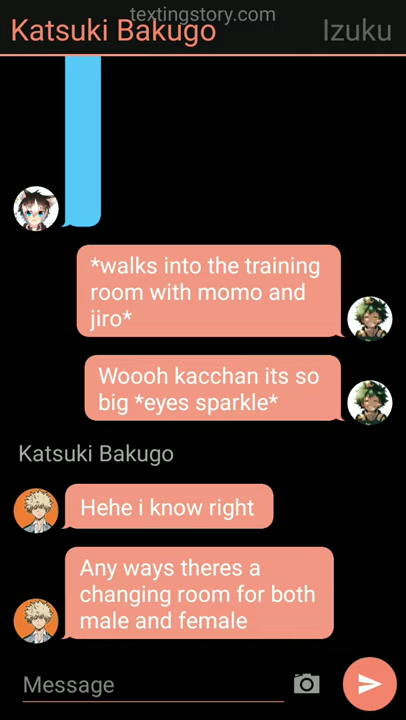 textingstory.com
Katsuki Bakugo
Izuku
*walks into the training
room with momo and
jiro*
Woooh kacchan its so
big *eyes sparkle*
Katsuki Bakugo
Hehe i know right
Any ways theres a
changing room for both
male and female
Message